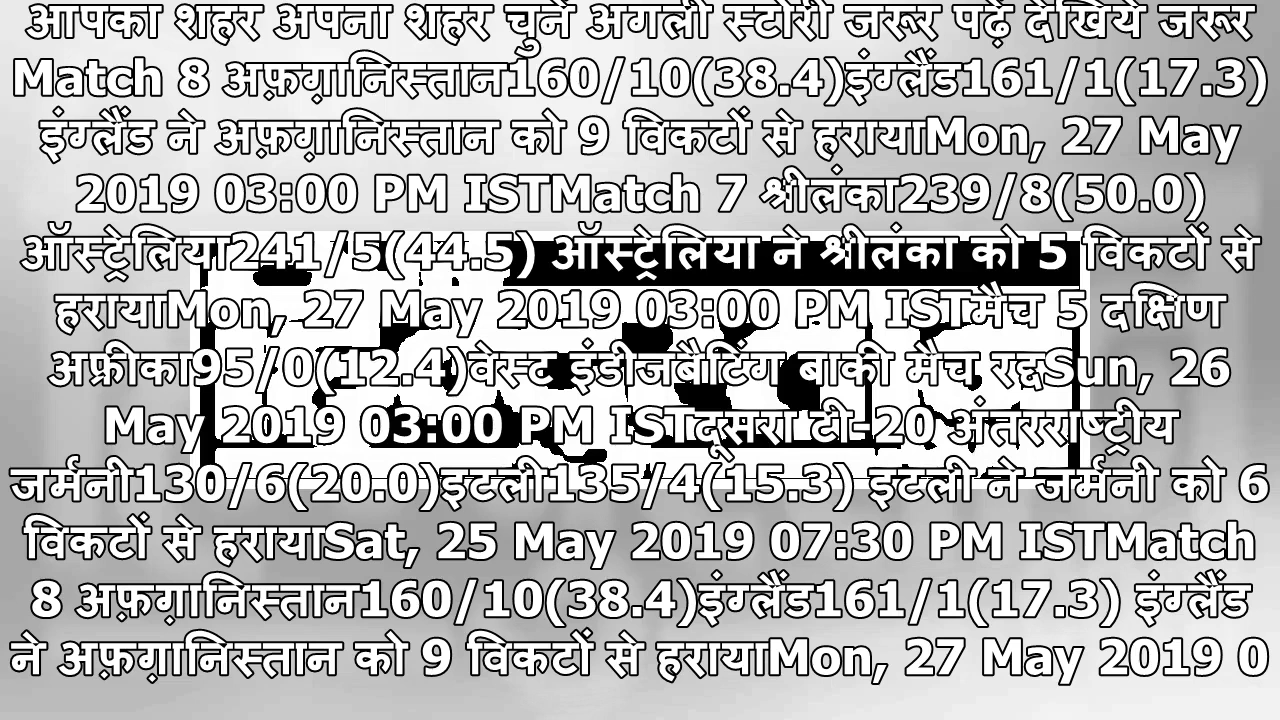 आपका शहर अपना शहर चुनें अगली स्टोरी जरूर पढ़ें देखिये जरूर
Match 8 अफ़ग़ानिस्तान160/10(38.4)इंग्लैंड161/1(17.3)
इंग्लैंड ने अफ़ग़ानिस्तान को 9 विकटों से हरायाMon, 27 May
2019 03:00 PM ISTMatch 7 श्रीलंका239/8(50.0)
ऑस्ट्रेलिया241/5(44.5) ऑस्ट्रेलिया ने श्रीलंका को 5 विकटों से
हरायाMon, 27 May 2019 03:00 PM ISTमैच 5 दक्षिण
अफ्रीका95/0(12.4)वेस्ट इंडीजबैटिंग बाकी मैच रद्दSun, 26
May 2019 03:00 PM ISTदूसरा टी-20 अंतरराष्ट्रीय
जर्मनी130/6(20.0)इटली135/4(15.3) इटली ने जर्मनी को 6
विकटों से हरायाSat, 25 May 2019 07:30 PM ISTMatch
8 अफ़ग़ानिस्तान160/10(38.4)इंग्लैंड161/1(17.3) इंग्लैंड
ने अफ़ग़ानिस्तान को 9 विकटों से हरायाMon, 27 May 2019 0